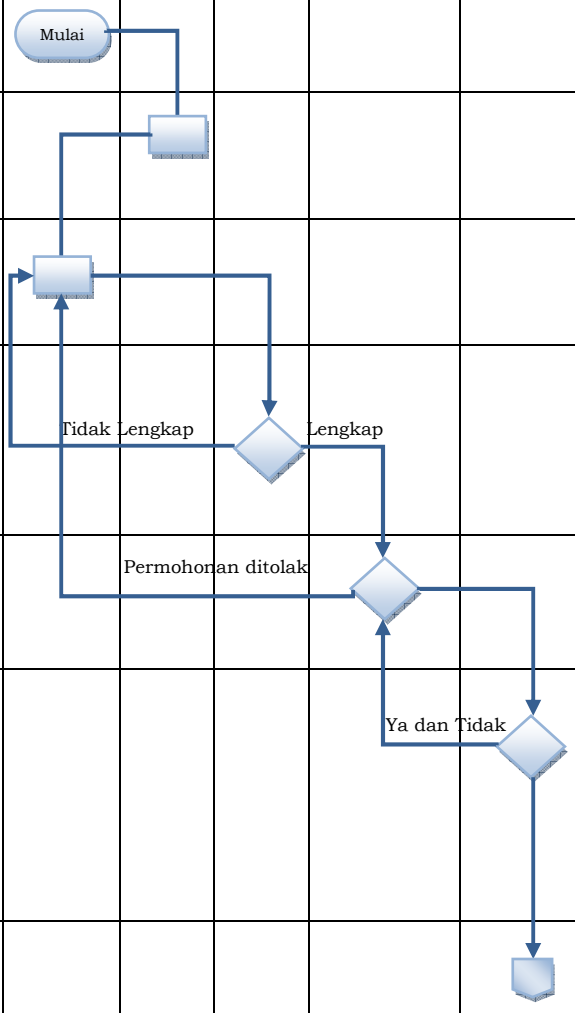 Mulai
Tidak Lengkap
Lengkap
Permohonan ditolak
Ya dan Tidak